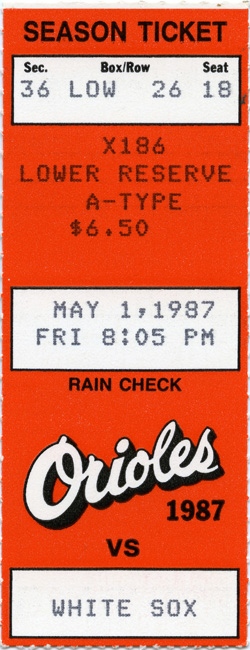 SEASON TICKET
Sec. Box/Row Seat
36 LOW 26 18
X186
LOWER RESERVE
A-TYPE
$6.50
MAY 1,1987
FRI 8:05 PM
RAIN CHECK
Orioles
1987
VS
WHITE SOX